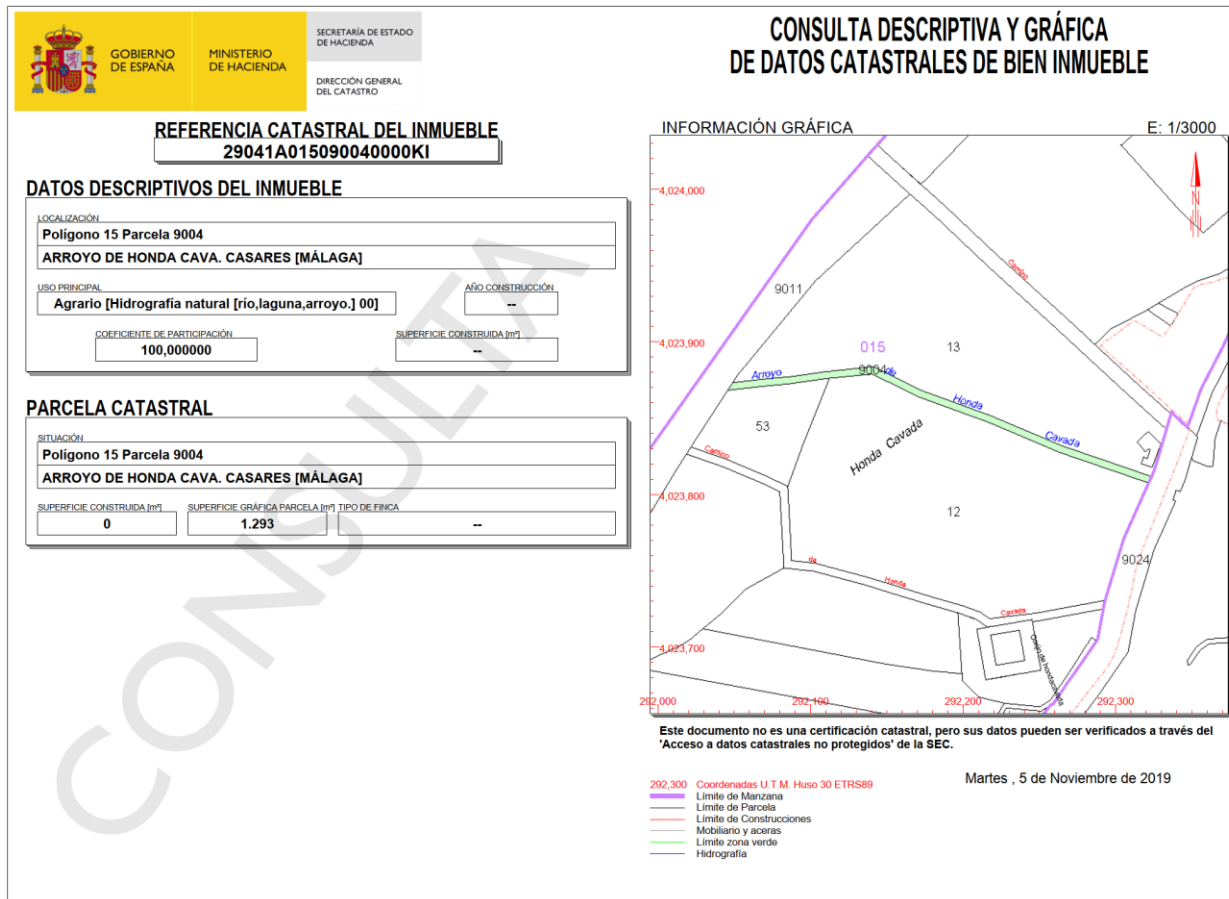 GOBIERNO
DE ESPAÑA
MINISTERIO
DE HACIENDA
SECRETARÍA DE ESTADO
DE HACIENDA
DIRECCIÓN GENERAL
DEL CATASTRO
CONSULTA DESCRIPTIVA Y GRÁFICA
DE DATOS CATASTRALES DE BIEN INMUEBLE
REFERENCIA CATASTRAL DEL INMUEBLE
29041A015090040000KI
DATOS DESCRIPTIVOS DEL INMUEBLE
LOCALIZACIÓN
Polígono 15 Parcela 9004
ARROYO DE HONDA CAVA. CASARES [MÁLAGA]
USO PRINCIPAL
Agrario [Hidrografía natural [río,laguna,arroyo.] 00]
AÑO CONSTRUCCIÓN
--
COEFICIENTE DE PARTICIPACIÓN
100,000000
SUPERFICIE CONSTRUIDA [m²]
--
PARCELA CATASTRAL
SITUACIÓN
Polígono 15 Parcela 9004
ARROYO DE HONDA CAVA. CASARES [MÁLAGA]
SUPERFICIE CONSTRUIDA [m²]
0
SUPERFICIE GRÁFICA PARCELA [m²]
1.293
TIPO DE FINCA
--
CONSULTA
INFORMACIÓN GRÁFICA
E: 1/3000
4,024,000
Camino
9011
4,023,900
015
13
9004
Arroyo
de
Honda
Cavada
53
Honda Cavada
Camino
4,023,800
12
9024
de
Honda
Cavada
4,023,700
292,000
292,100
292,200
292,300
Este documento no es una certificación catastral, pero sus datos pueden ser verificados a través del
'Acceso a datos catastrales no protegidos' de la SEC.
292,300 Coordenadas U.T.M. Huso 30 ETRS89
Límite de Manzana
Límite de Parcela
Límite de Construcciones
Mobiliario y aceras
Límite zona verde
Hidrografía
Martes , 5 de Noviembre de 2019